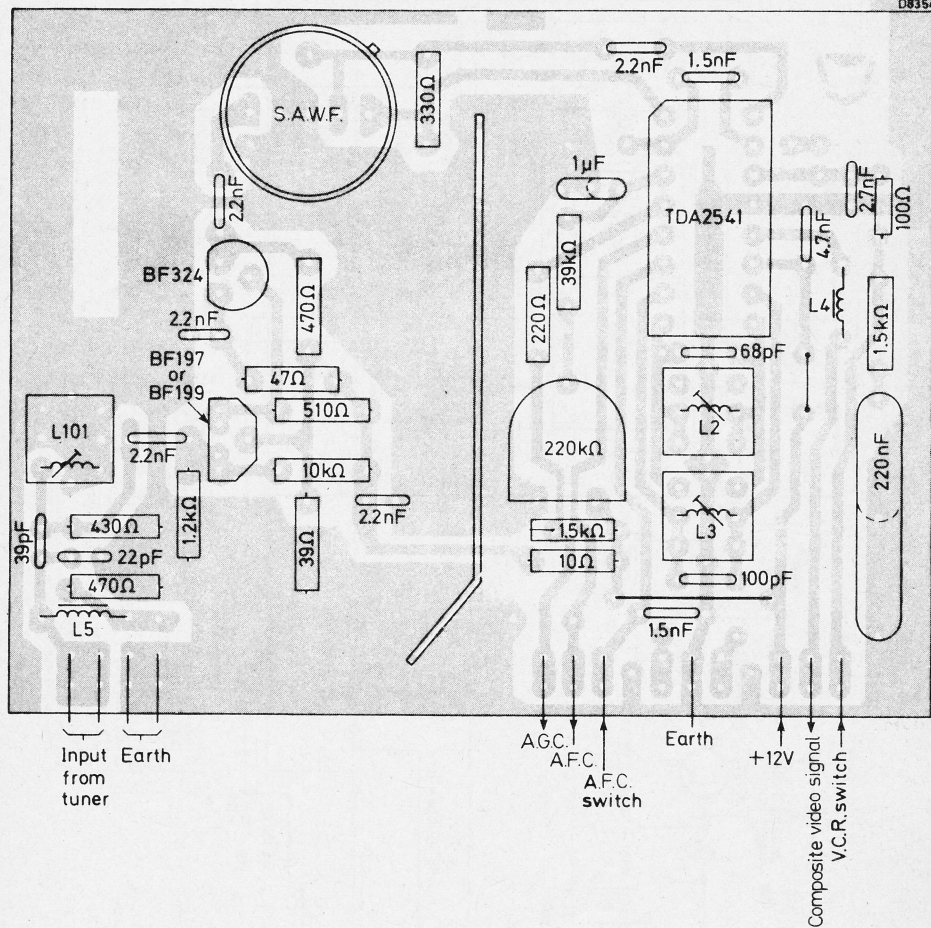 D8354
2.2nF
1.5nF
S.A.W.F.
330Ω
1µF
2.2nF
TDA2541
2.7nF
100Ω
39kΩ
4.7nF
BF324
470Ω
220Ω
L4
1.5kΩ
2.2nF
68pF
BF197
or
BF199
47Ω
510Ω
L2
L101
2.2nF
220kΩ
220nF
10kΩ
1.2kΩ
2.2nF
L3
39pF
430Ω
39Ω
1.5kΩ
22pF
10Ω
470Ω
100pF
L5
1.5nF
Input
from
tuner
Earth
A.G.C.
A.F.C.
A.F.C.
switch
Earth
+12V
Composite video signal
V.C.R. switch